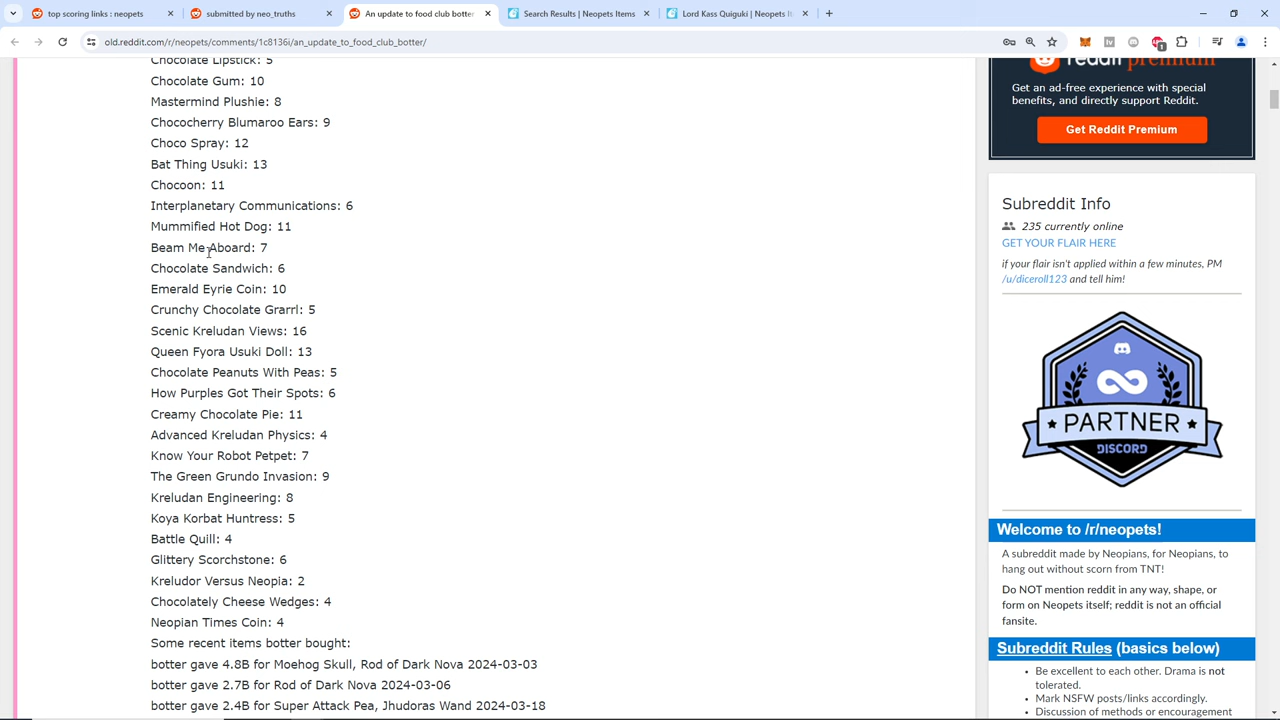 top scoring links : neopets
submitted by neo_truths
An update to food club botter
Search Results | Neopets Items
Lord Kass Quiguki | Neopets It
old.reddit.com/r/neopets/comments/1c8136i/an_update_to_food_club_botter/
Chocolate Lipstick: 5
Chocolate Gum: 10
Mastermind Plushie: 8
Chococherry Blumaroo Ears: 9
Choco Spray: 12
Bat Thing Usuki: 13
Chocoon: 11
Interplanetary Communications: 6
Mummified Hot Dog: 11
Beam Me Aboard: 7
Chocolate Sandwich: 6
Emerald Eyrie Coin: 10
Crunchy Chocolate Grarrl: 5
Scenic Kreludan Views: 16
Queen Fyora Usuki Doll: 13
Chocolate Peanuts With Peas: 5
How Purples Got Their Spots: 6
Creamy Chocolate Pie: 11
Advanced Kreludan Physics: 4
Know Your Robot Petpet: 7
The Green Grundo Invasion: 9
Kreludan Engineering: 8
Koya Korbat Huntress: 5
Battle Quill: 4
Glittery Scorchstone: 6
Kreludor Versus Neopia: 2
Chocolately Cheese Wedges: 4
Neopian Times Coin: 4
Some recent items botter bought:
botter gave 4.8B for Moehog Skull, Rod of Dark Nova 2024-03-03
botter gave 2.7B for Rod of Dark Nova 2024-03-06
botter gave 2.4B for Super Attack Pea, Jhudoras Wand 2024-03-18
reddit premium
Get an ad-free experience with special
benefits, and directly support Reddit.
Get Reddit Premium
Subreddit Info
235 currently online
GET YOUR FLAIR HERE
if your flair isn't applied within a few minutes, PM
/u/diceroll123 and tell him!
PARTNER
DISCORD
Welcome to /r/neopets!
A subreddit made by Neopians, for Neopians, to
hang out without scorn from TNT!
Do NOT mention reddit in any way, shape, or
form on Neopets itself; reddit is not an official
fansite.
Subreddit Rules (basics below)
• Be excellent to each other. Drama is not
tolerated.
• Mark NSFW posts/links accordingly.
• Discussion of methods or encouragement